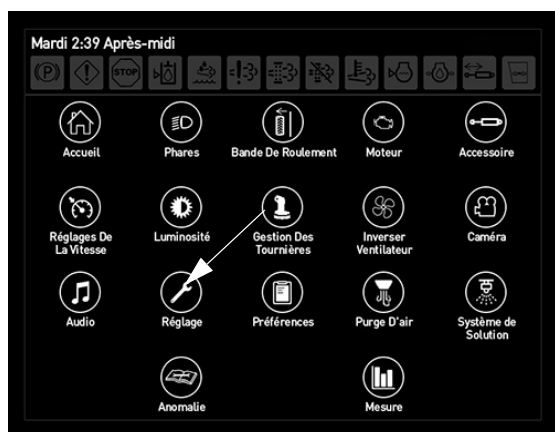 Mardi 2:39 Après-midi
(P) STOP
Accueil Phares Bande De Roulement Moteur Accessoire
Réglages De La Vitesse Luminosité Gestion Des Tournières Inverser Ventilateur Caméra
Audio Réglage Préférences Purge D'air Système de Solution
Anomalie Mesure